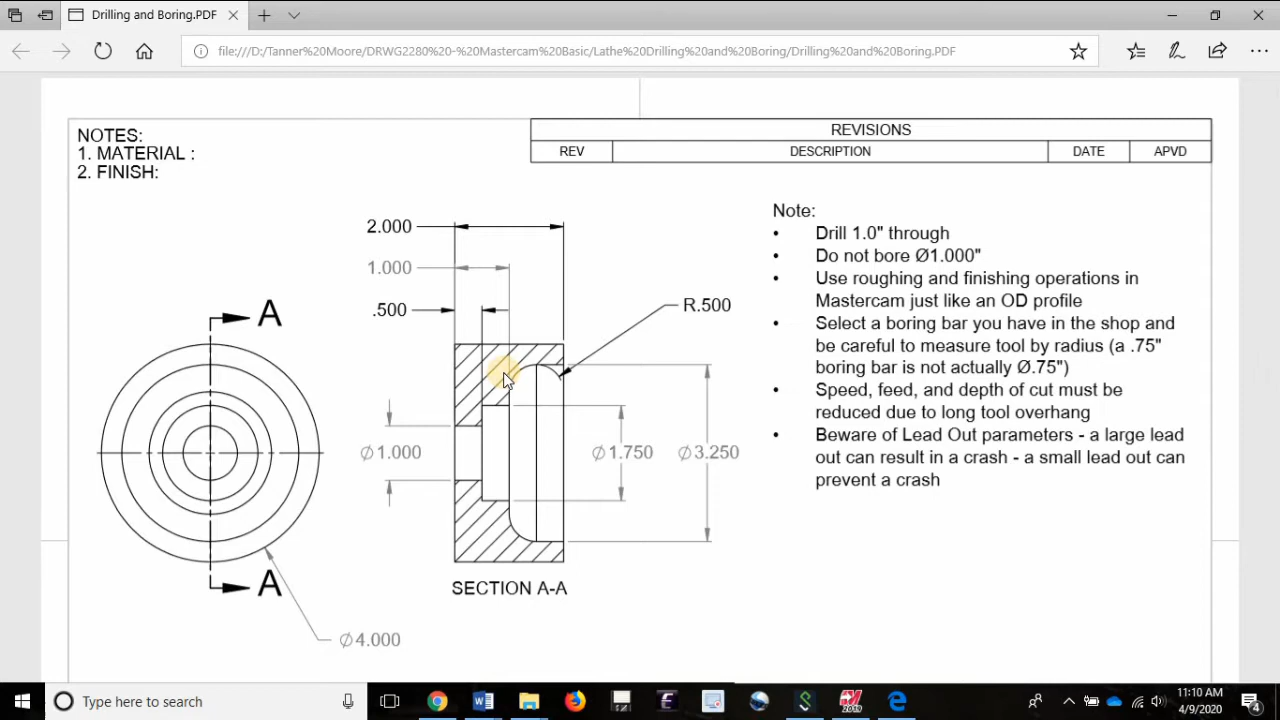 Drilling and Boring.PDF
file:///D:/Tanner%20Moore/DRWG2280%20-%20Mastercam%20Basic/Lathe%20Drilling%20and%20Boring/Drilling%20and%20Boring.PDF
NOTES:
1. MATERIAL :
2. FINISH:
REVISIONS
REV DESCRIPTION DATE APVD
2.000
1.000
.500
R.500
A
A
Ø1.000
Ø1.750
Ø3.250
Ø4.000
SECTION A-A
Note:
• Drill 1.0" through
• Do not bore Ø1.000"
• Use roughing and finishing operations in
Mastercam just like an OD profile
• Select a boring bar you have in the shop and
be careful to measure tool by radius (a .75"
boring bar is not actually Ø.75")
• Speed, feed, and depth of cut must be
reduced due to long tool overhang
• Beware of Lead Out parameters - a large lead
out can result in a crash - a small lead out can
prevent a crash
Type here to search
11:10 AM
4/9/2020